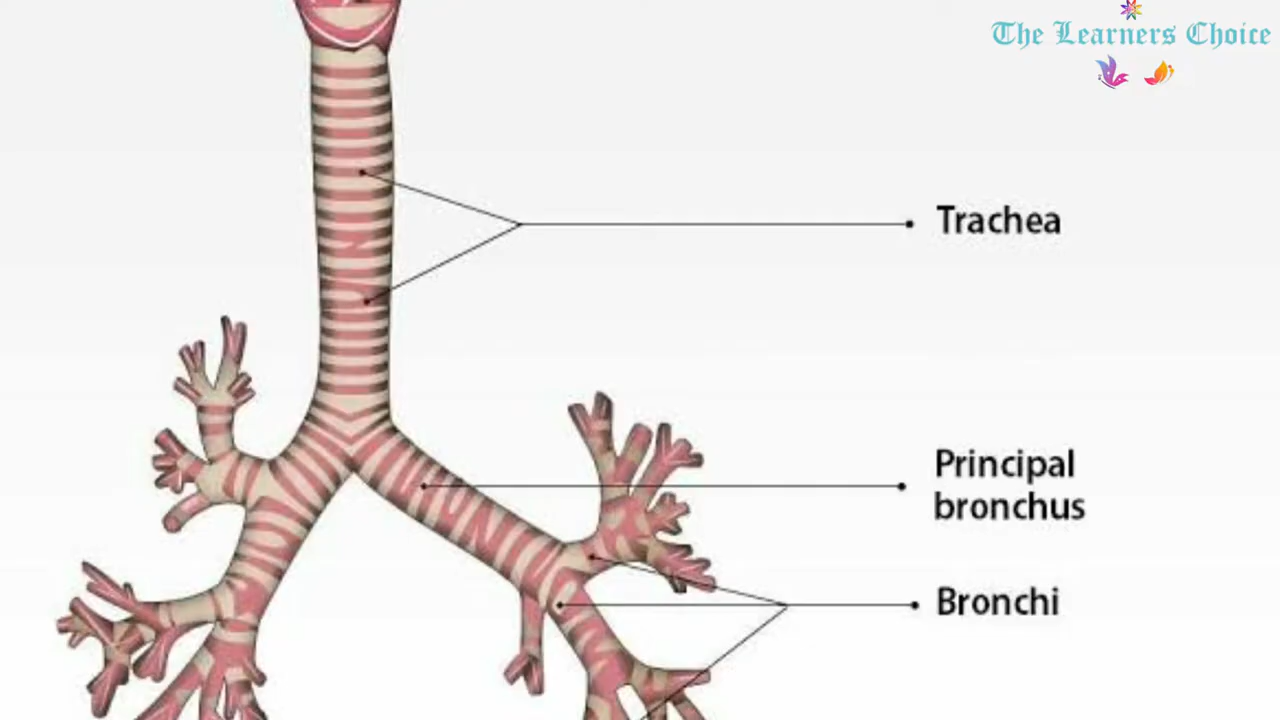 The Learners Choice
Trachea
Principal
bronchus
Bronchi